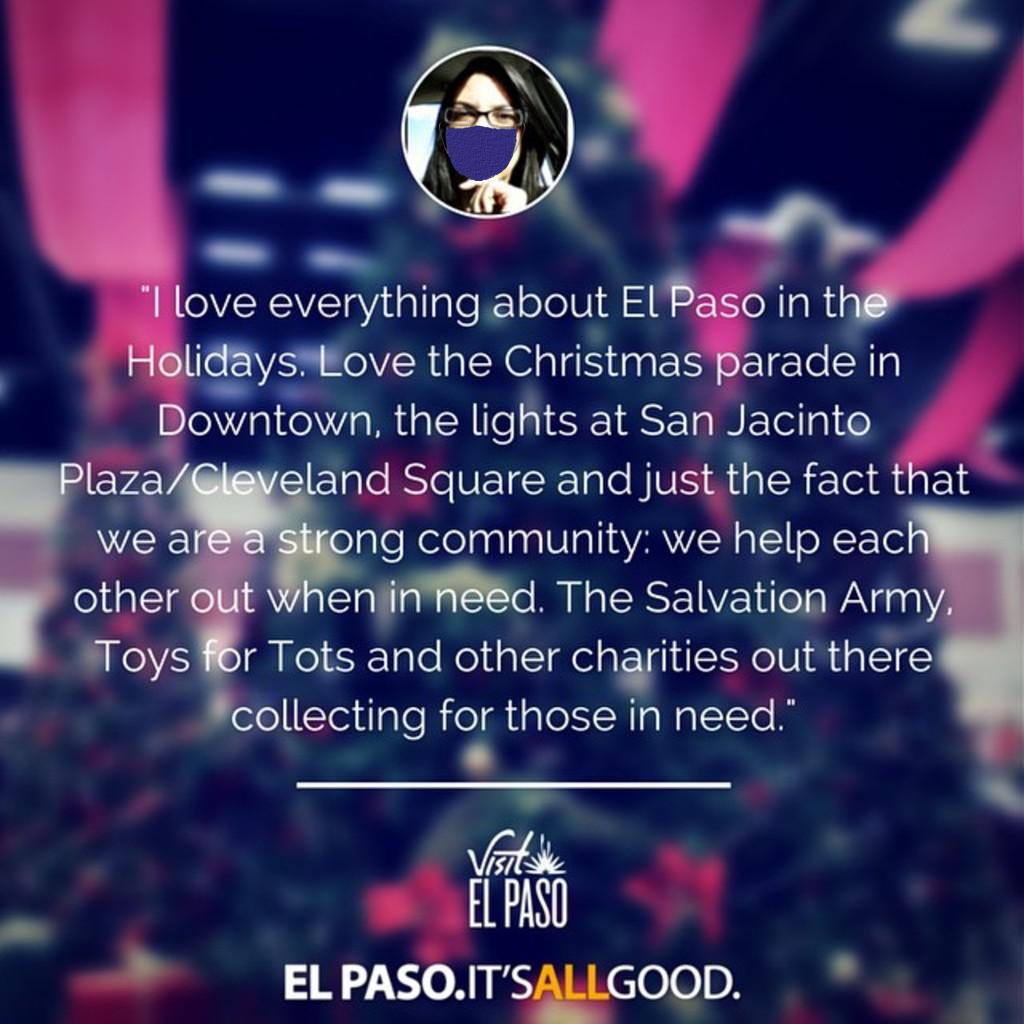 "I love everything about El Paso in the
Holidays. Love the Christmas parade in
Downtown, the lights at San Jacinto
Plaza/Cleveland Square and just the fact that
we are a strong community: we help each
other out when in need. The Salvation Army,
Toys for Tots and other charities out there
collecting for those in need."
Visit
EL PASO
EL PASO.IT'SALLGOOD.